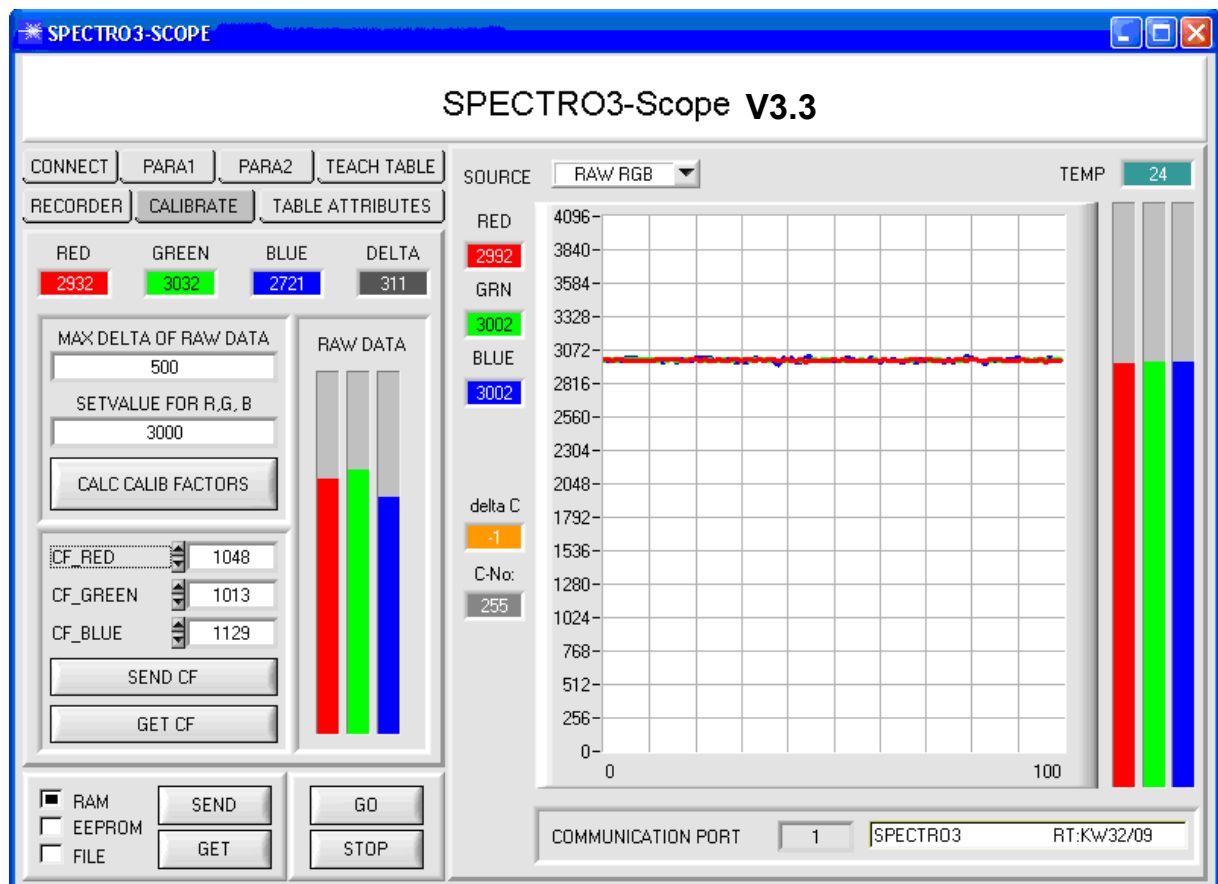 SPECTRO3-SCOPE
SPECTRO3-Scope V3.3
CONNECT PARA1 PARA2 TEACH TABLE
RECORDER CALIBRATE TABLE ATTRIBUTES
RED GREEN BLUE DELTA
2932 3032 2721 311
MAX DELTA OF RAW DATA
500
SETVALUE FOR R,G, B
3000
CALC CALIB FACTORS
RAW DATA
CF_RED 1048
CF_GREEN 1013
CF_BLUE 1129
SEND CF
GET CF
RAM
EEPROM
FILE
SEND
GET
GO
STOP
SOURCE RAW RGB
TEMP 24
RED
2992
GRN
3002
BLUE
3002
delta C
-1
C-No:
255
4096
3840
3584
3328
3072
2816
2560
2304
2048
1792
1536
1280
1024
768
512
256
0
0 100
COMMUNICATION PORT 1 SPECTRO3 RT:KW32/09